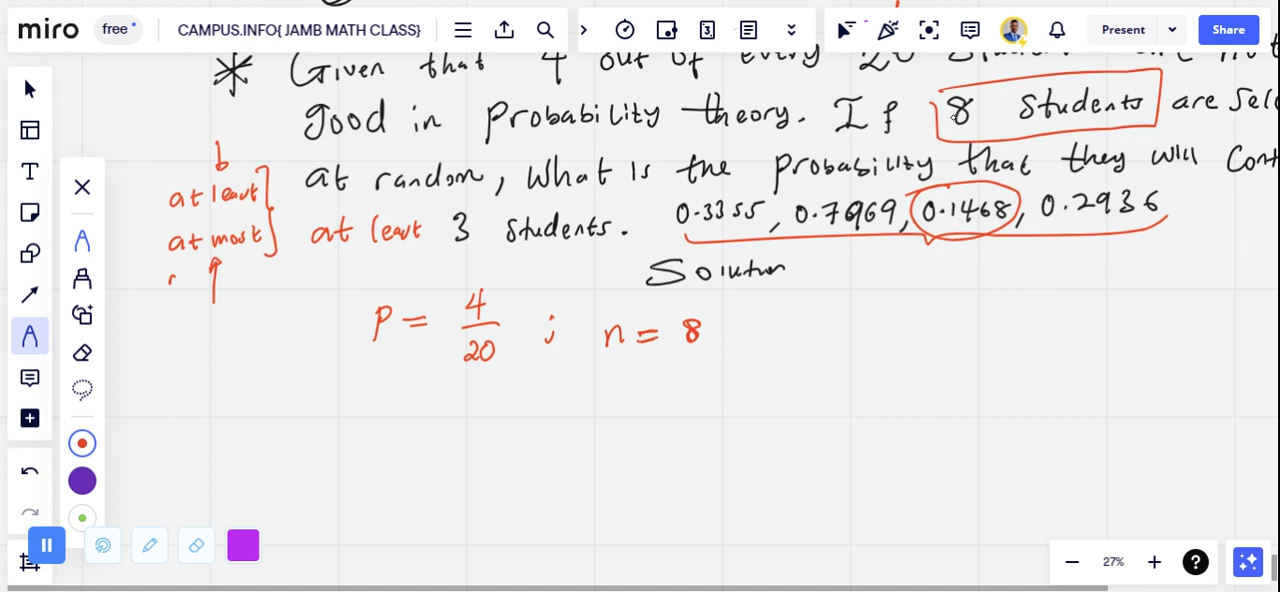 miro free CAMPUS.INFO{ JAMB MATH CLASS} Present Share
* Given that 4 out of every 20
good in probability theory. If 8 students are
at random, what is the probability that they will
at least 3 students. 0.3355, 0.7969, 0.1468, 0.2936
b
at least
at most
r
Solution
P = 4/20 ; n = 8
27%